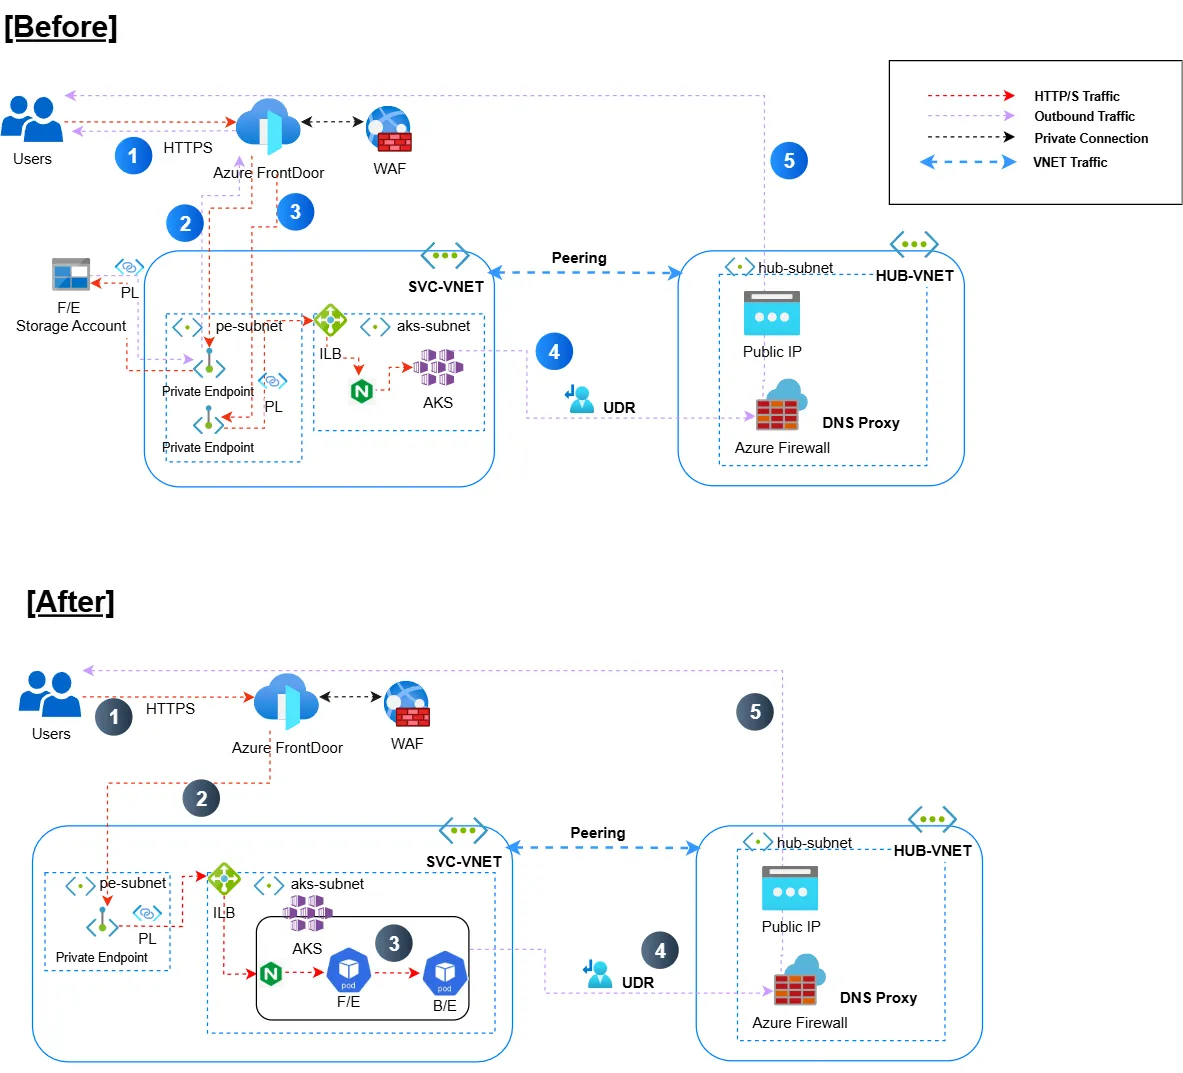 [Before]
HTTP/S Traffic
Outbound Traffic
Private Connection
VNET Traffic
Users
1
HTTPS
Azure FrontDoor
WAF
5
2
3
F/E
Storage Account
PL
SVC-VNET
Peering
hub-subnet
HUB-VNET
pe-subnet
aks-subnet
ILB
Private Endpoint
PL
N
AKS
4
UDR
Public IP
DNS Proxy
Azure Firewall
Private Endpoint
[After]
Users
1
HTTPS
Azure FrontDoor
WAF
5
2
SVC-VNET
Peering
hub-subnet
HUB-VNET
pe-subnet
aks-subnet
ILB
PL
Private Endpoint
AKS
3
N
pod
F/E
pod
B/E
4
UDR
Public IP
DNS Proxy
Azure Firewall